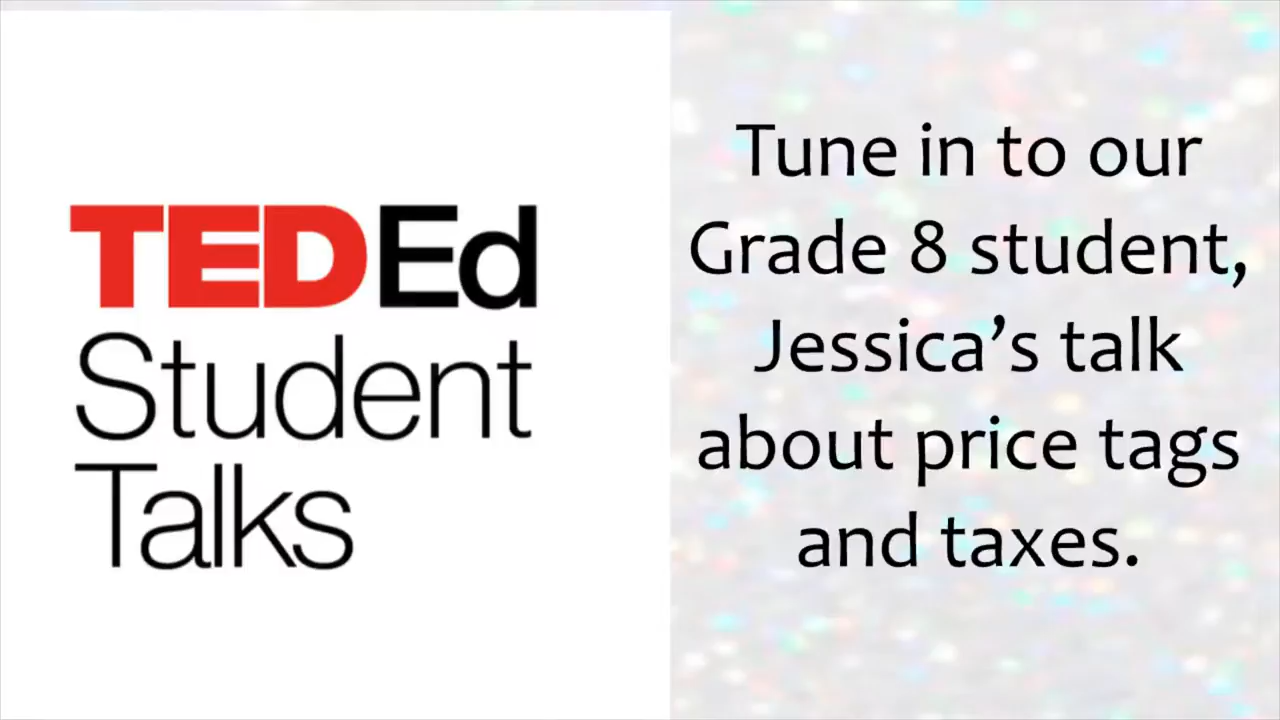 TEDEd
Student
Talks
Tune in to our
Grade 8 student,
Jessica’s talk
about price tags
and taxes.